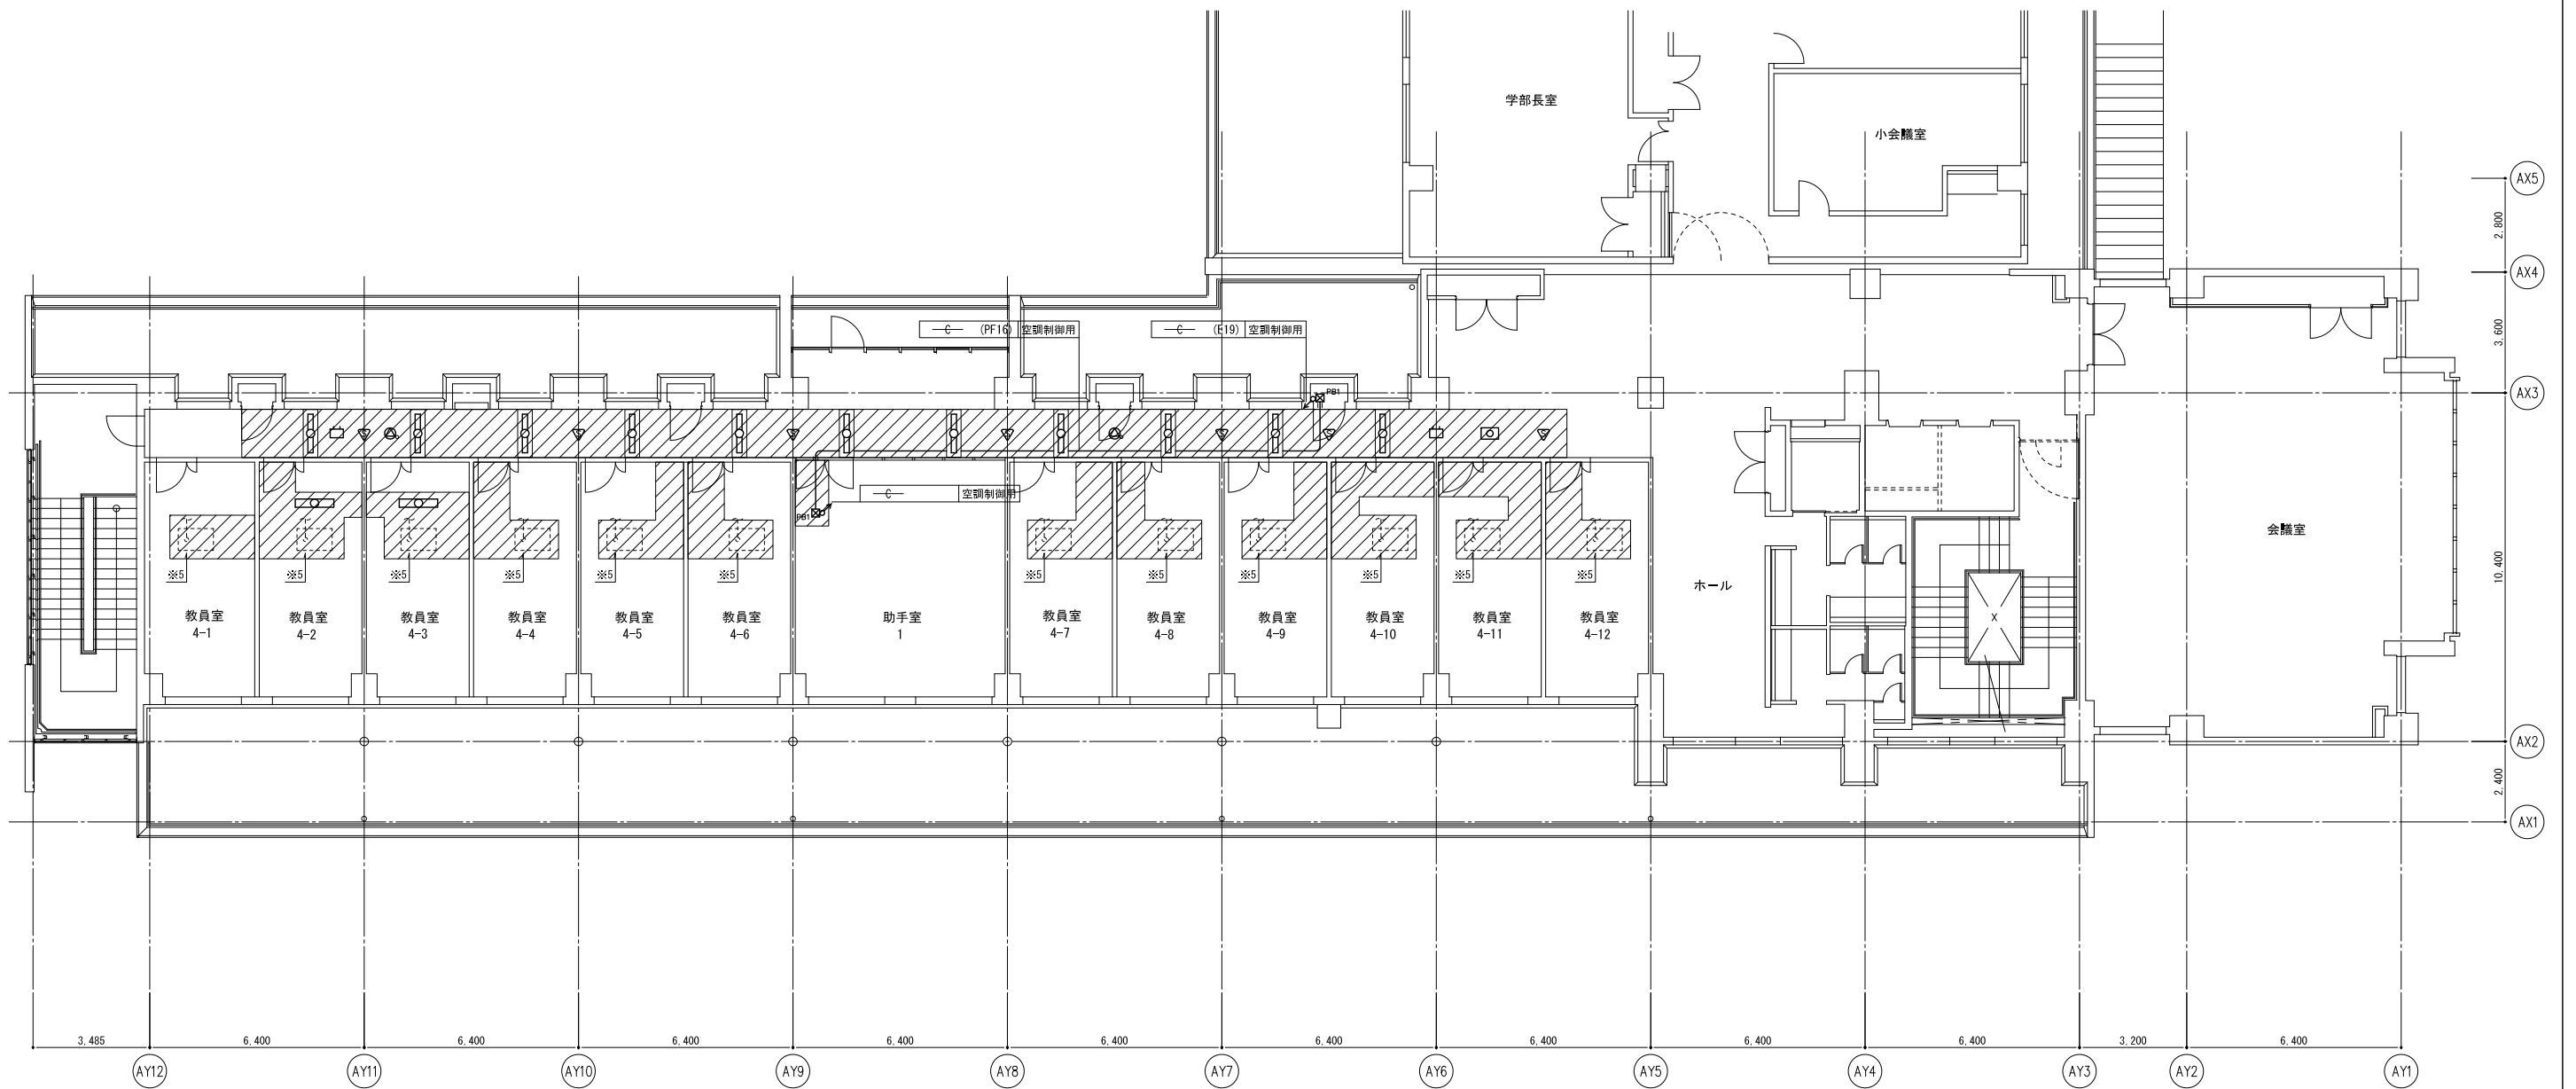 学部長室
小会議室
AX5
2,800
AX4
3,600
AX3
10,400
AX2
2,400
AX1
C (PF16) 空調制御用
C (E19) 空調制御用
PB1
C 空調制御用
PB1
※5
※5
※5
※5
※5
※5
※5
※5
※5
※5
※5
※5
教員室
4-1
教員室
4-2
教員室
4-3
教員室
4-4
教員室
4-5
教員室
4-6
助手室
1
教員室
4-7
教員室
4-8
教員室
4-9
教員室
4-10
教員室
4-11
教員室
4-12
ホール
X
会議室
3,485
6,400
6,400
6,400
6,400
6,400
6,400
6,400
6,400
6,400
3,200
6,400
AY12
AY11
AY10
AY9
AY8
AY7
AY6
AY5
AY4
AY3
AY2
AY1